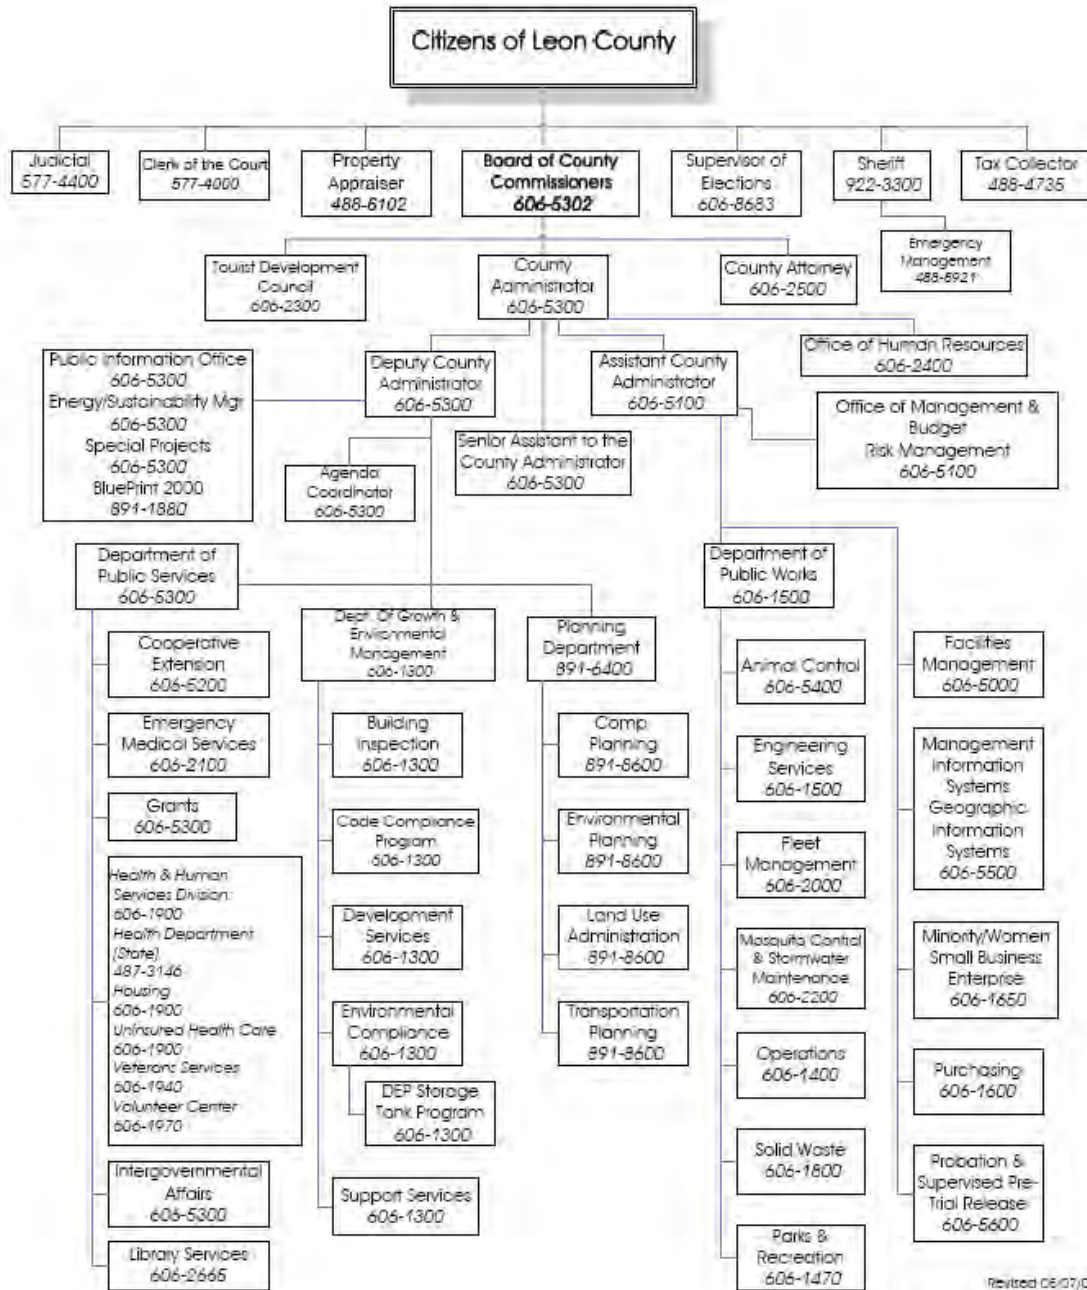 Citizens of Leon County
Judicial
577-4400
Clerk of the Court
577-4000
Property
Appraiser
488-6102
Board of County
Commissioners
606-5302
Supervisor of
Elections
606-8683
Sheriff
922-3300
Tax Collector
488-4735
Emergency
Management
488-5921
Tourist Development
Council
606-2300
County
Administrator
606-5300
County Attorney
606-2500
Office of Human Resources
606-2400
Public Information Office
606-5300
Energy/Sustainability Mgr
606-5300
Special Projects
606-5300
BluePrint 2000
891-1880
Deputy County
Administrator
606-5300
Assistant County
Administrator
606-5100
Office of Management &
Budget
Risk Management
606-5100
Agenda
Coordinator
606-5300
Senior Assistant to the
County Administrator
606-5300
Department of
Public Services
606-5300
Dept. Of Growth &
Environmental
Management
606-1300
Planning
Department
891-6400
Department of
Public Works
606-1500
Cooperative
Extension
606-5200
Emergency
Medical Services
606-2100
Grants
606-5300
Health & Human
Services Division
606-1900
Health Department
(State)
487-3146
Housing
606-1900
Uninsured Health Care
606-1900
Veterans Services
606-1940
Volunteer Center
606-1970
Intergovernmental
Affairs
606-5300
Library Services
606-2665
Building
Inspection
606-1300
Code Compliance
Program
606-1300
Development
Services
606-1300
Environmental
Compliance
606-1300
DEP Storage
Tank Program
606-1300
Support Services
606-1300
Comp.
Planning
891-8600
Environmental
Planning
891-8600
Land Use
Administration
891-8600
Transportation
Planning
891-8600
Animal Control
606-5400
Engineering
Services
606-1500
Fleet
Management
606-2000
Mosquito Control
& Stormwater
Maintenance
606-2200
Operations
606-1400
Solid Waste
606-1800
Parks &
Recreation
606-1470
Facilities
Management
606-5000
Management
Information
Systems
Geographic
Information
Systems
606-5500
Minority/Women
Small Business
Enterprise
606-1650
Purchasing
606-1600
Probation &
Supervised Pre-
Trial Release
606-5600
Revised